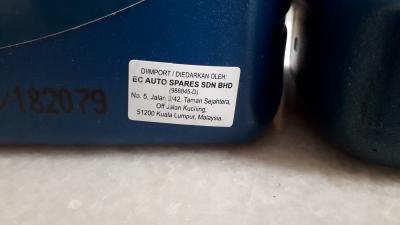 DIIMPORT / DIEDARKAN OLEH:
EC AUTO SPARES SDN BHD
(988845-D)
No. 5, Jalan /42, Taman Sejahtera,
Off Jalan Kuching,
51200 Kuala Lumpur, Malaysia.
/182079